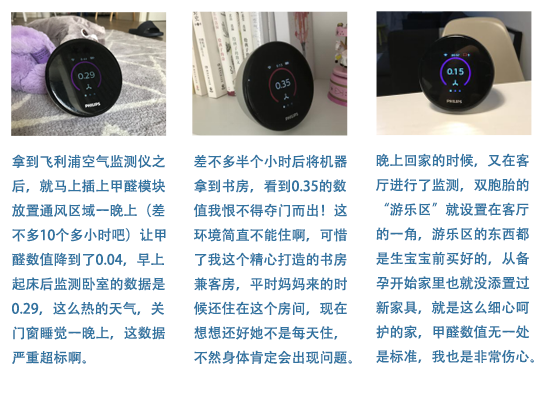 0.29
PHILIPS
0.35
PHILIPS
0.15
PHILIPS
拿到飞利浦空气监测仪之
后，就马上插上甲醛模块
放置通风区域一晚上（差
不多10个多小时吧）让甲
醛数值降到了0.04，早上
起床后监测卧室的数据是
0.29，这么热的天气，关
门窗睡觉一晚上，这数据
严重超标啊。
差不多半个小时后将机器
拿到书房，看到0.35的数
值我恨不得夺门而出！这
环境简直不能住啊，可惜
了我这个精心打造的书房
兼客房，平时妈妈来的时
候还住在这个房间，现在
想想还好她不是每天住，
不然身体肯定会出现问题。
晚上回家的时候，又在客
厅进行了监测，双胞胎的
“游乐区”就设置在客厅
的一角，游乐区的东西都
是生宝宝前买好的，从备
孕开始家里也就没添置过
新家具，就是这么细心呵
护的家，甲醛数值无一处
是标准，我也是非常伤心。